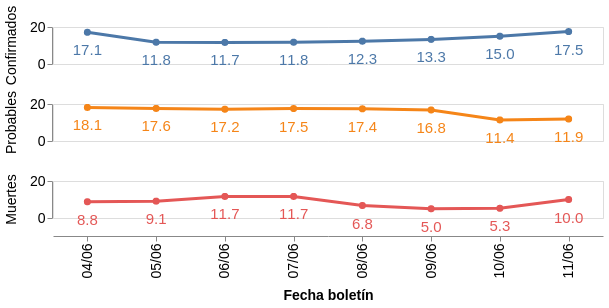 Confirmados
20
0
17.1 11.8 11.7 11.8 12.3 13.3 15.0 17.5
Probables
20
0
18.1 17.6 17.2 17.5 17.4 16.8 11.4 11.9
Muertes
20
0
8.8 9.1 11.7 11.7 6.8 5.0 5.3 10.0
04/06 05/06 06/06 07/06 08/06 09/06 10/06 11/06
Fecha boletín